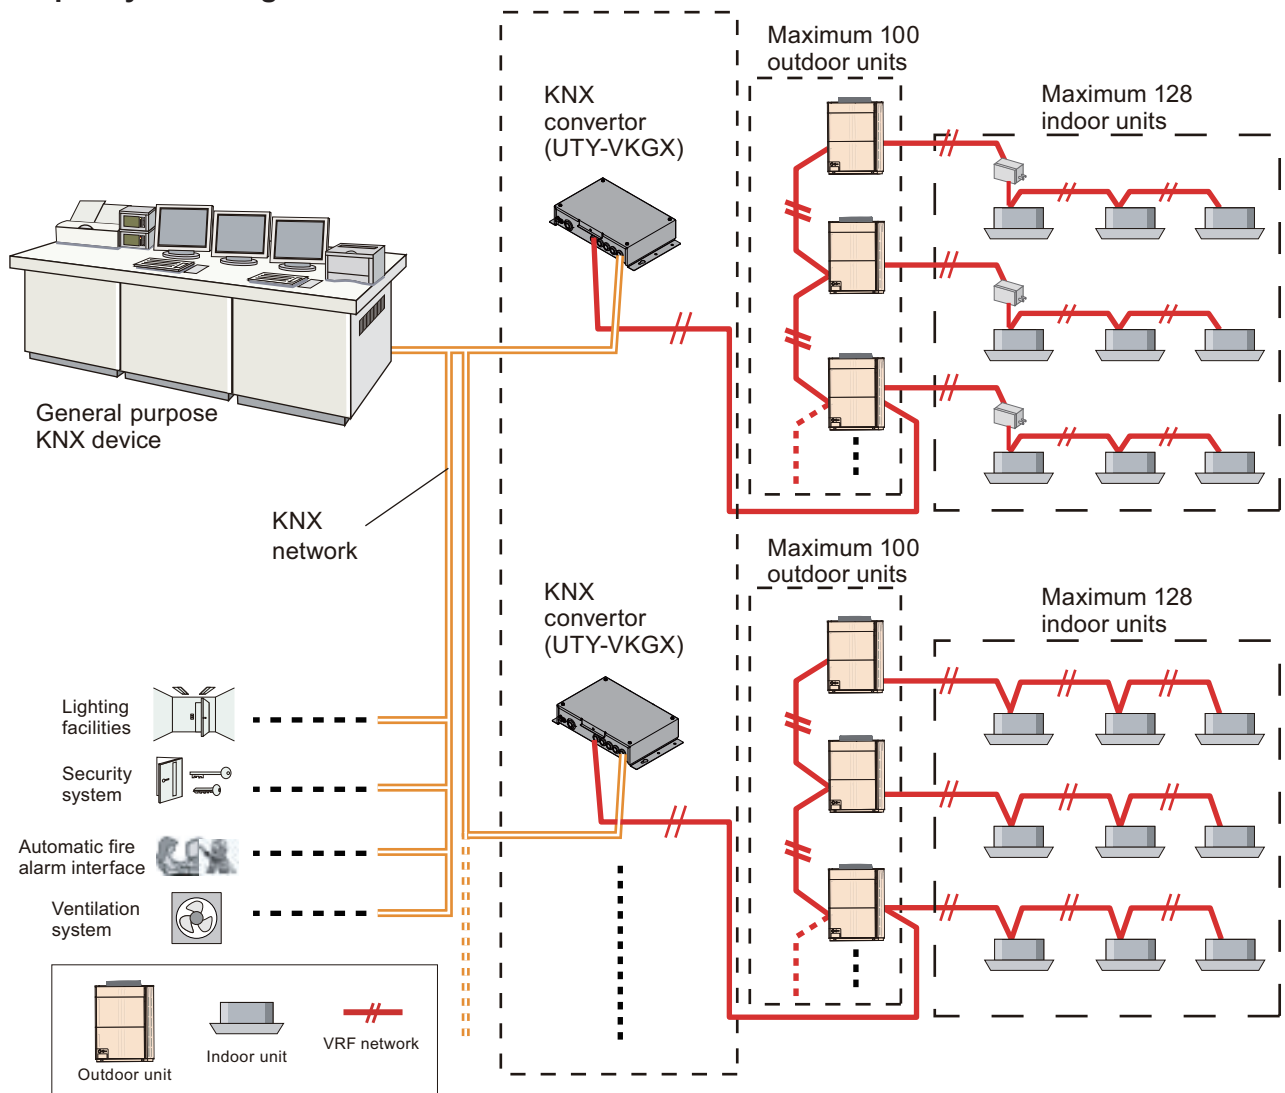 Maximum 100
outdoor units
KNX
convertor
(UTY-VKGX)
Maximum 128
indoor units
General purpose
KNX device
KNX
network
Maximum 100
outdoor units
KNX
convertor
(UTY-VKGX)
Maximum 128
indoor units
Lighting
facilities
Security
system
Automatic fire
alarm interface
Ventilation
system
Outdoor unit
Indoor unit
VRF network